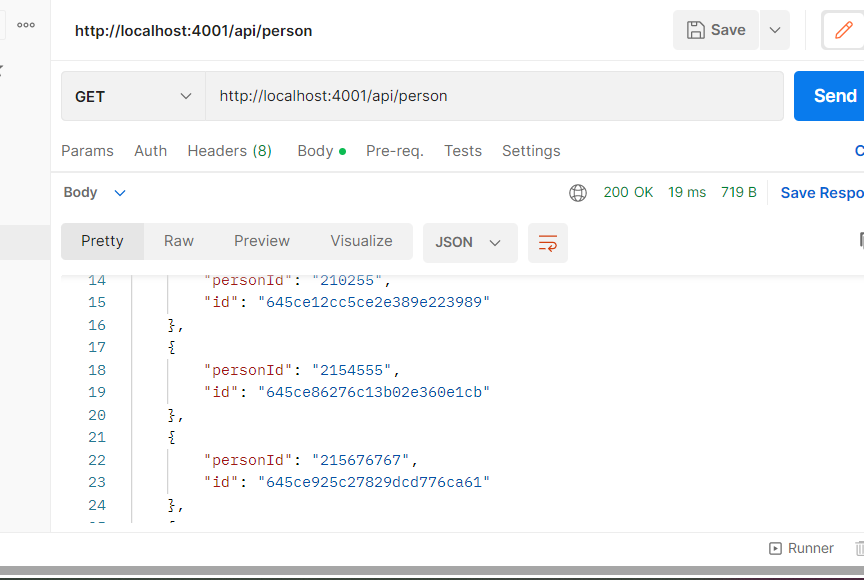 http://localhost:4001/api/person
Save
GET
http://localhost:4001/api/person
Send
Params Auth Headers (8) Body Pre-req. Tests Settings
Body
200 OK 19 ms 719 B Save Respo
Pretty Raw Preview Visualize JSON
14 "personId": "210255",
15 "id": "645ce12cc5ce2e389e223989"
16 },
17 {
18 "personId": "2154555",
19 "id": "645ce86276c13b02e360e1cb"
20 },
21 {
22 "personId": "215676767",
23 "id": "645ce925c27829dcd776ca61"
24 },
Runner